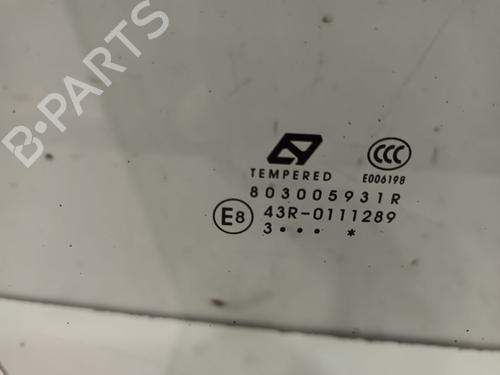 B-PARTS
TEMPERED
CCC
E006198
803005931R
E8 43R-0111289
3••• *